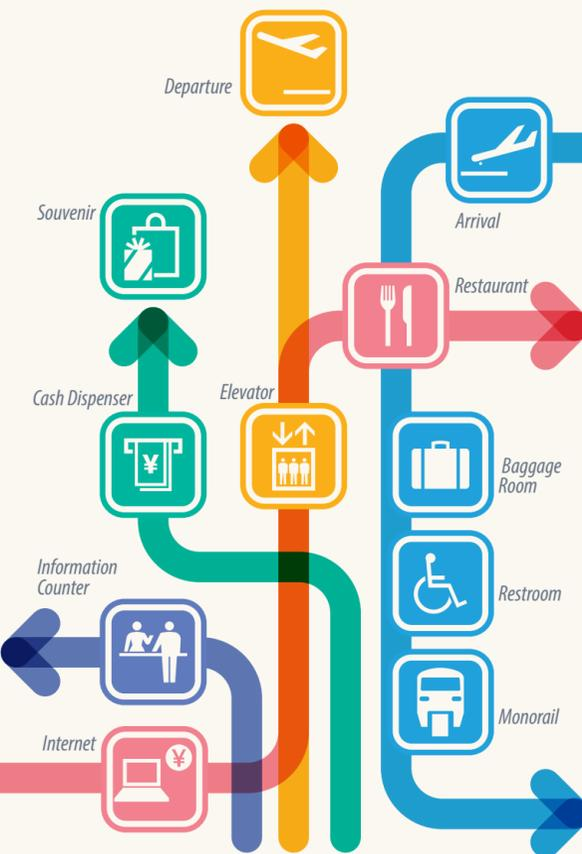 Departure
Arrival
Souvenir
Restaurant
Cash Dispenser
Elevator
¥
Baggage
Room
Information
Counter
Restroom
Monorail
Internet
¥